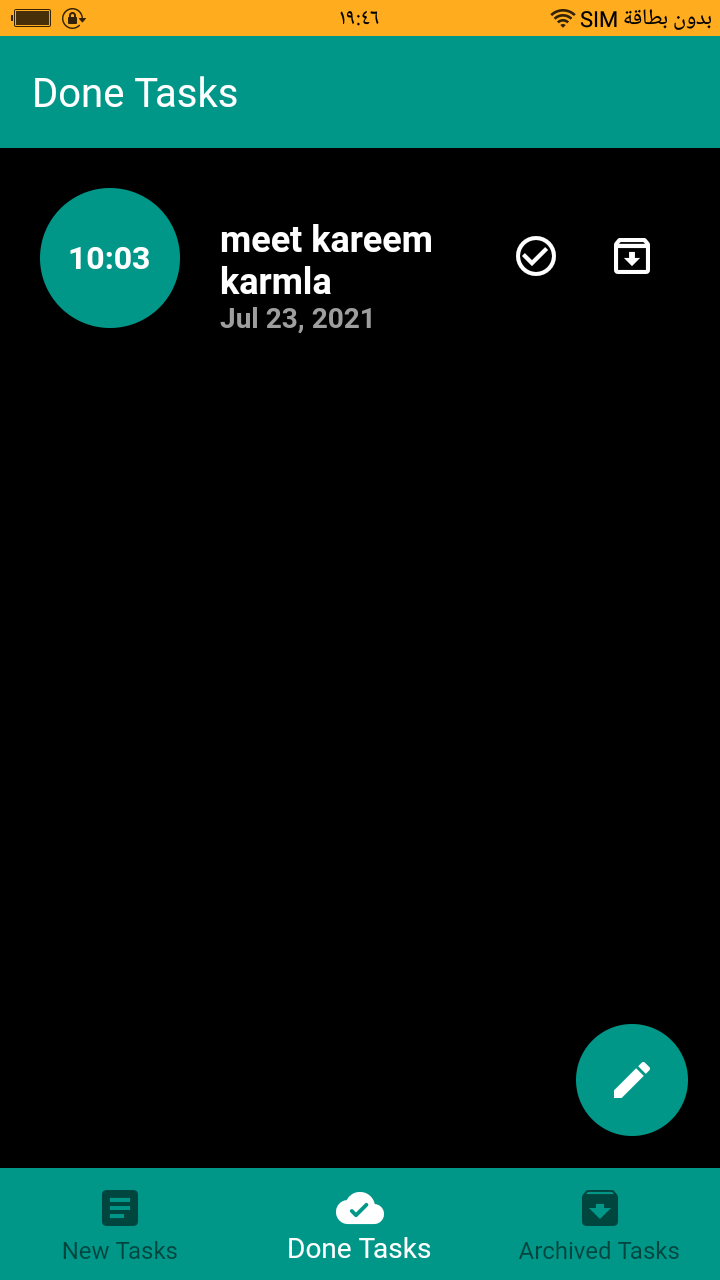 ١٩:٤٦
بدون بطاقة SIM
Done Tasks
10:03
meet kareem
karmla
Jul 23, 2021
New Tasks
Done Tasks
Archived Tasks